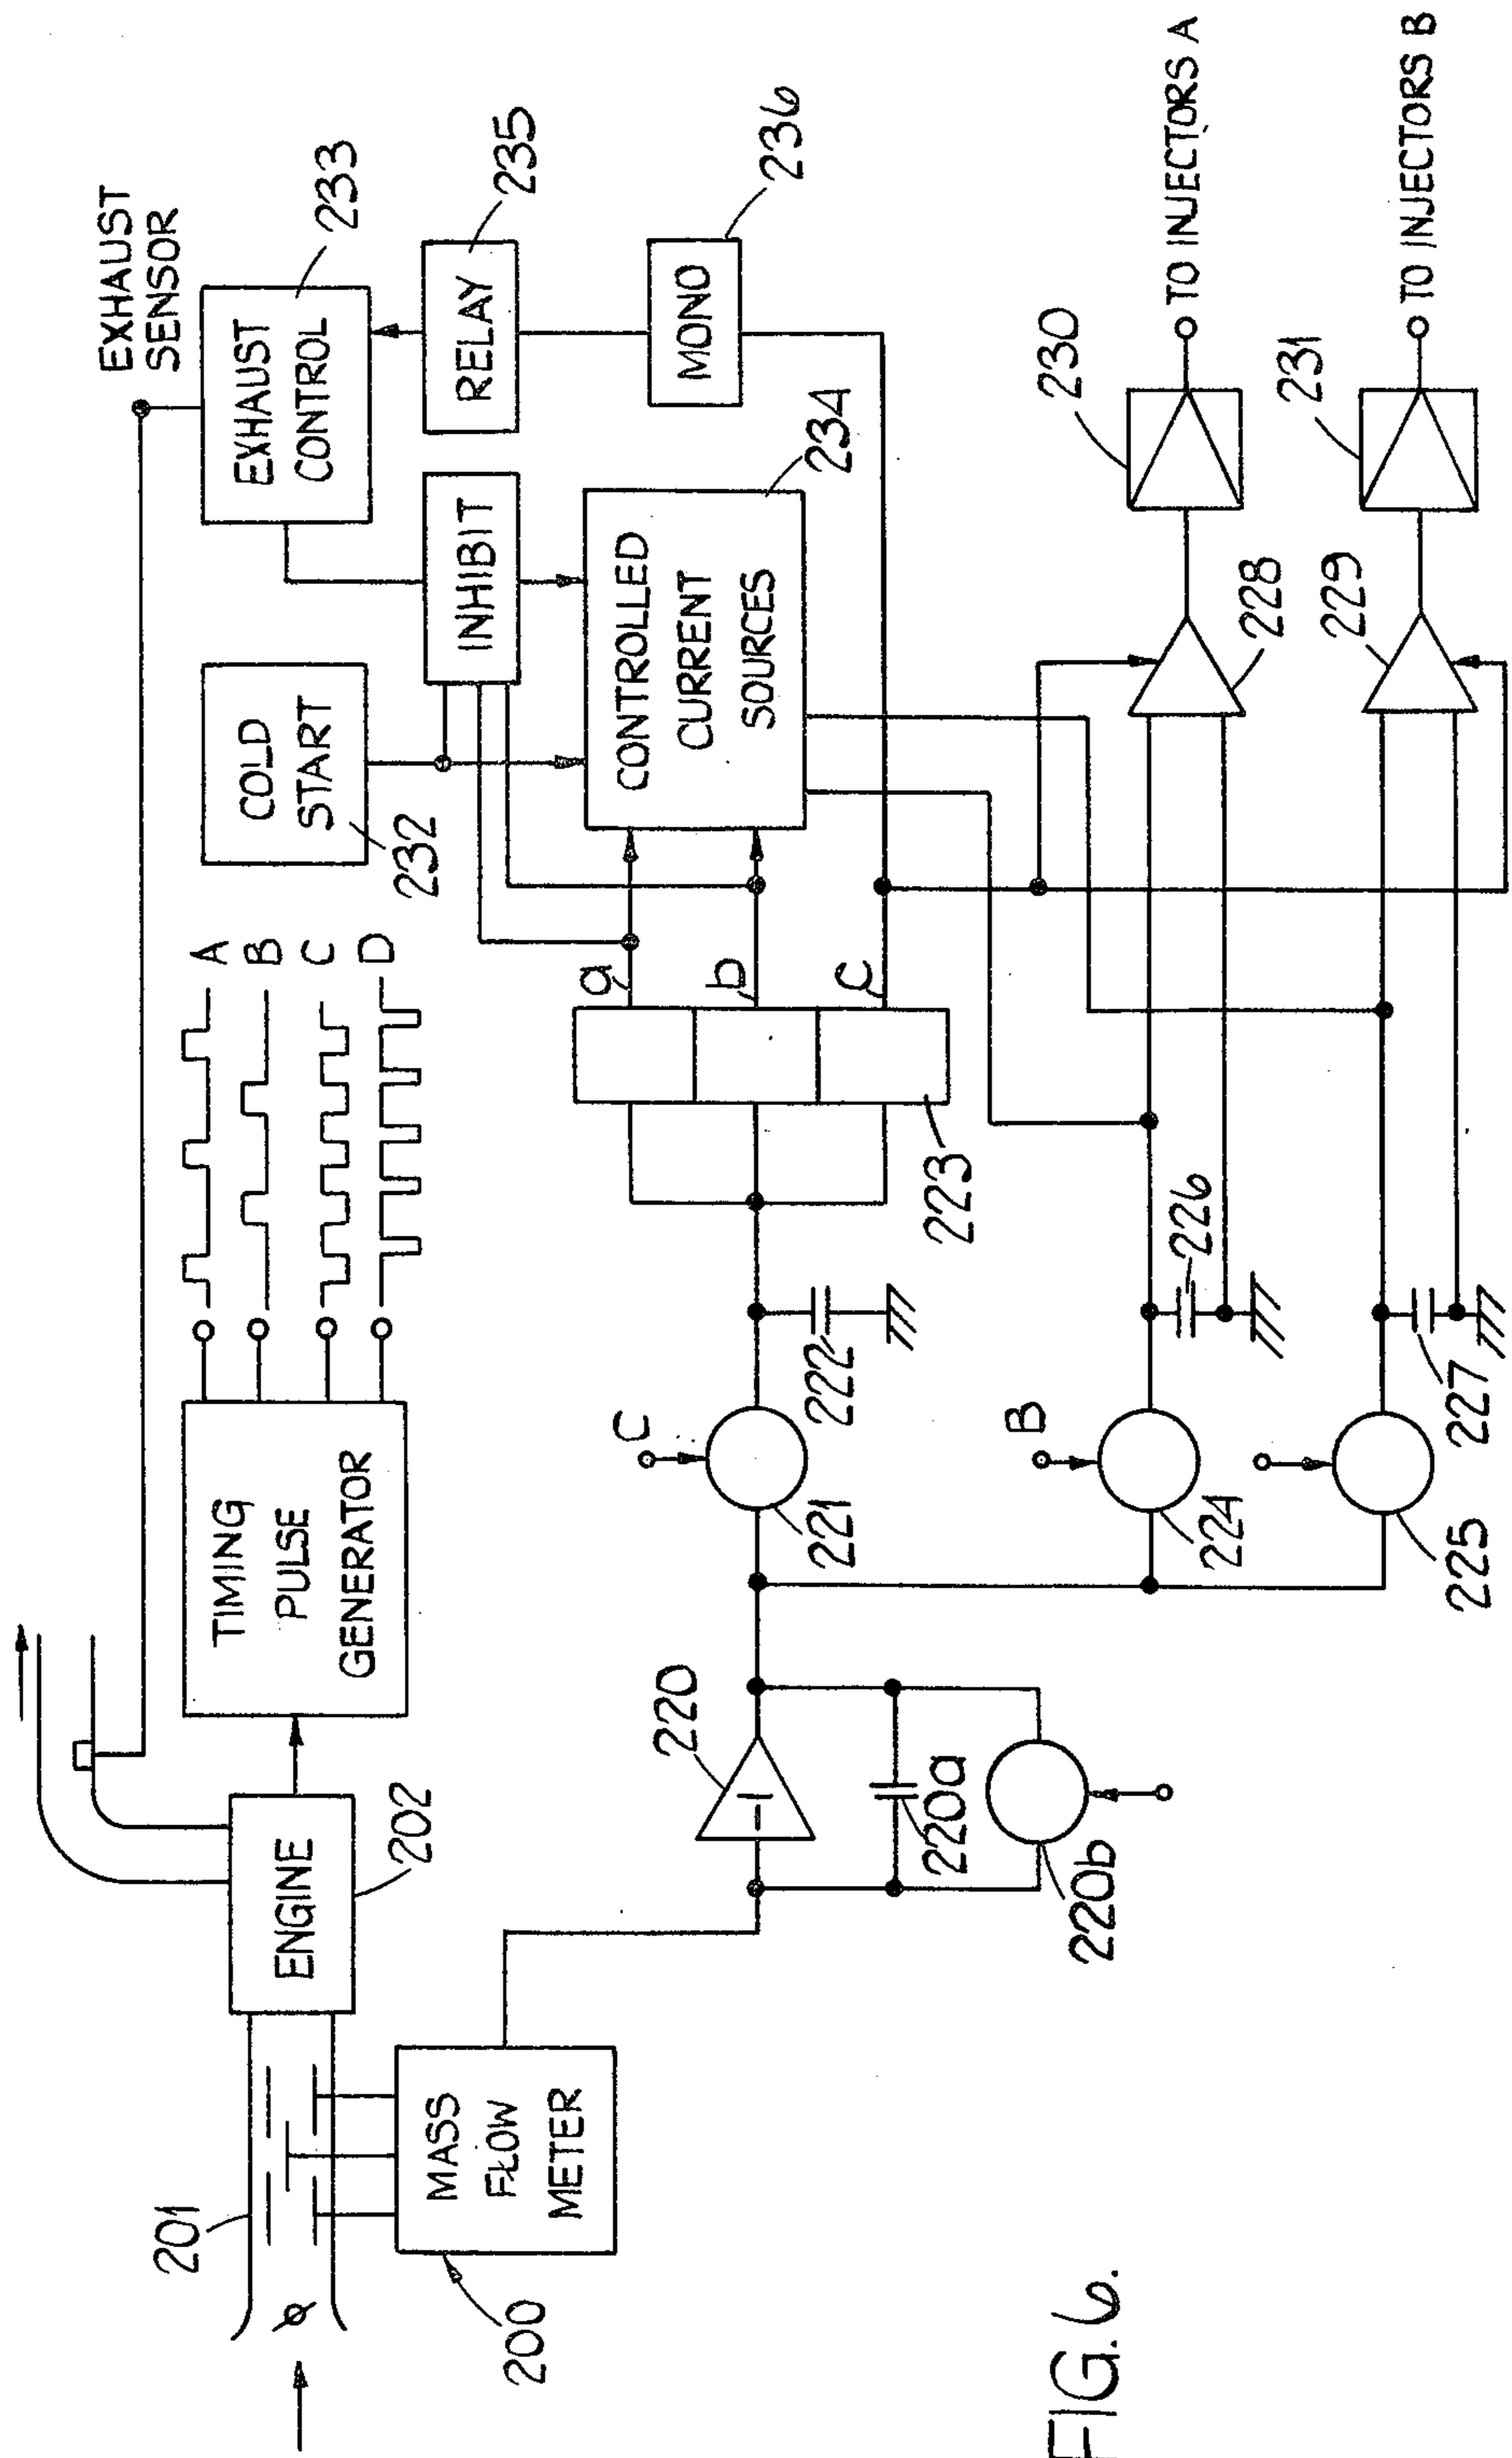 EXHAUST
SENSOR
EXHAUST
CONTROL
233
RELAY
235
MONO
236
COLD
START
232
INHIBIT
CONTROLLED
CURRENT
SOURCES
234
TIMING
PULSE
GENERATOR
A
B
C
D
ENGINE
202
201
MASS
FLOW
METER
200
220
220a
220b
C
221
222
223
a
b
c
B
224
225
226
227
228
229
230
231
TO INJECTORS A
TO INJECTORS B
FIG.6.